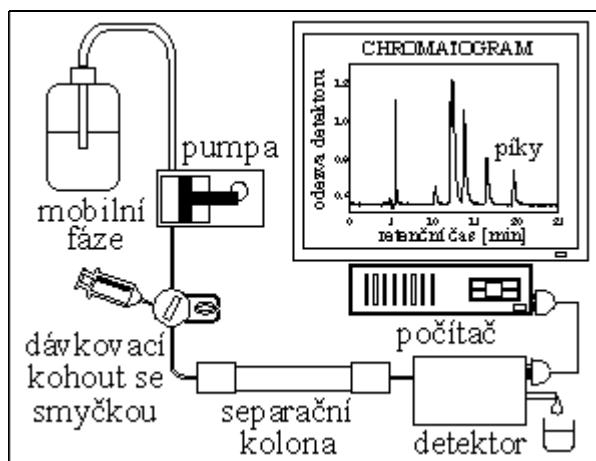 CHROMATOGRAM
odezva detektoru
píky
retenční čas [min]
pumpa
mobilní
fáze
dávkovací
kohout se
smyčkou
separační
kolona
počítač
detektor